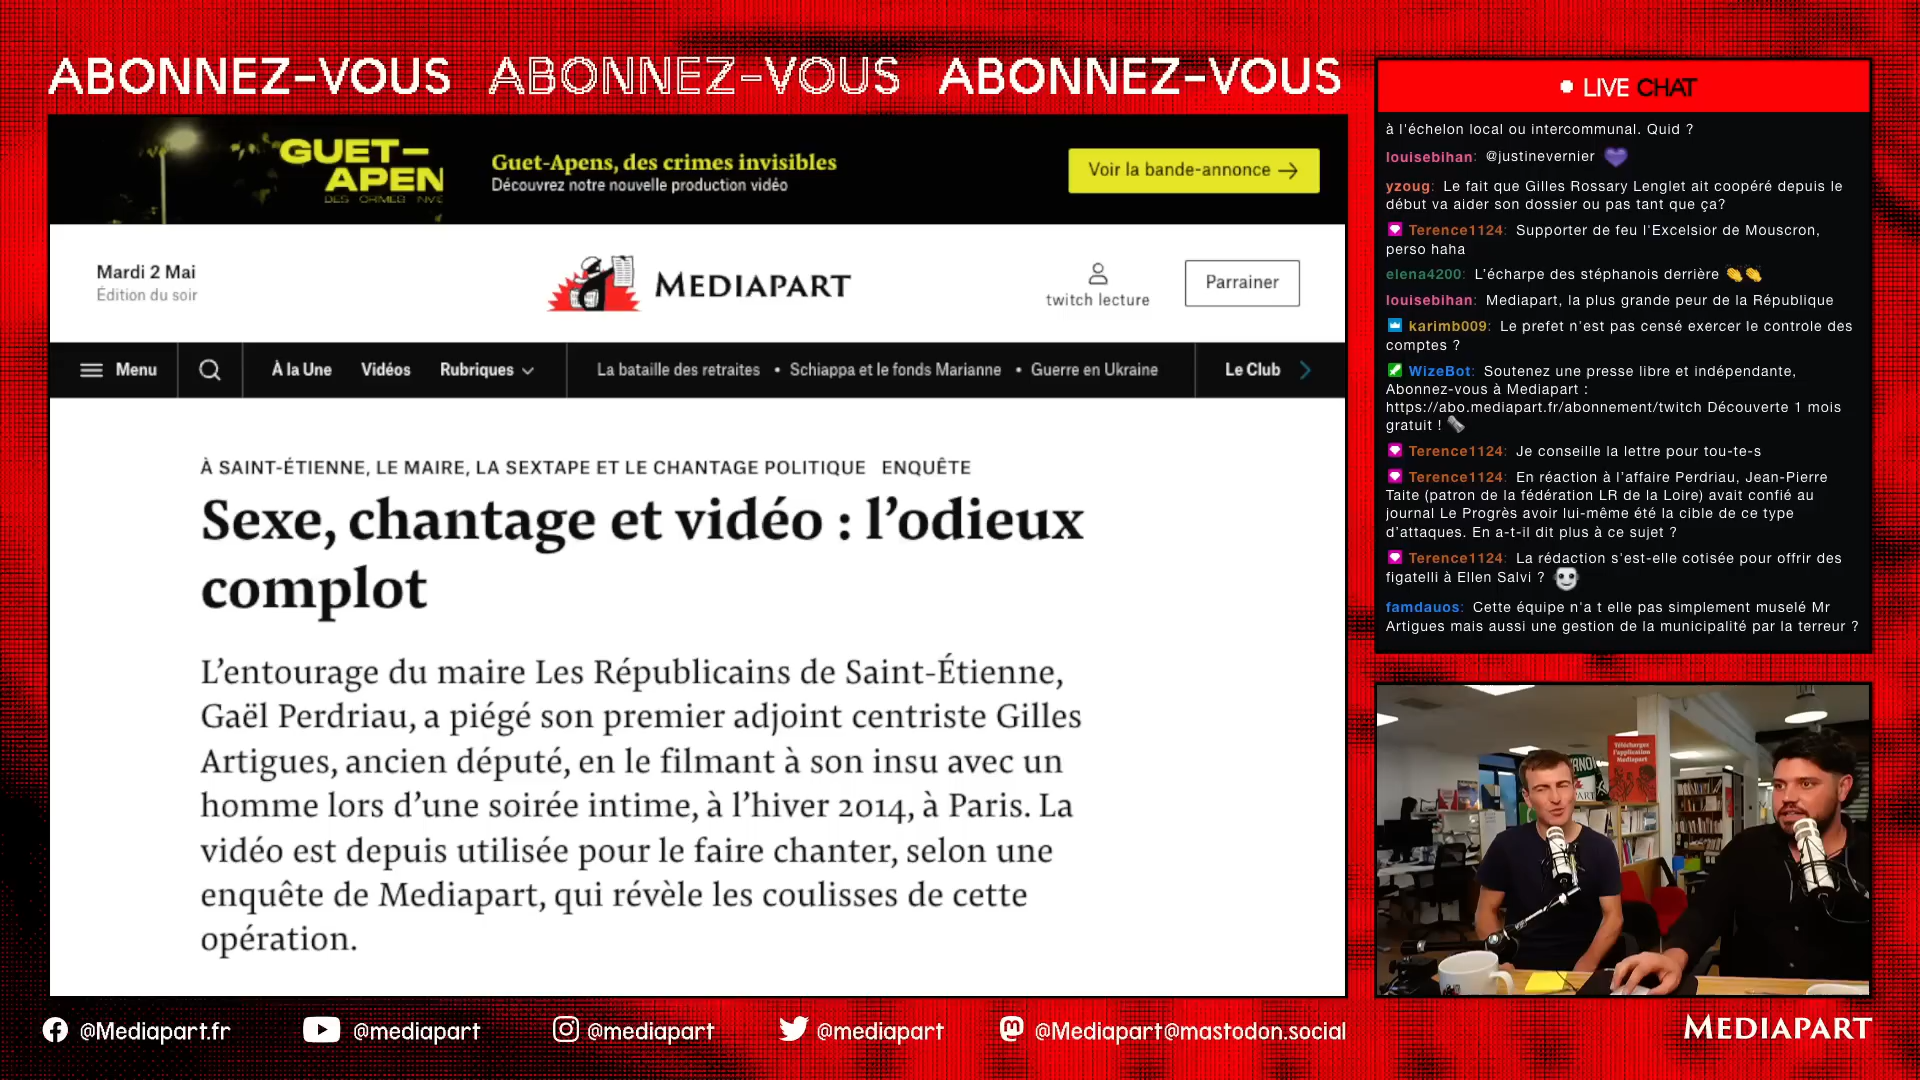 ABONNEZ-VOUS ABONNEZ-VOUS ABONNEZ-VOUS
GUET-
APEN
Guet-Apens, des crimes invisibles
Découvrez notre nouvelle production vidéo
Voir la bande-annonce →
Mardi 2 Mai
Édition du soir
MEDIAPART
twitch lecture
Parrainer
Menu
À la Une Vidéos Rubriques
La bataille des retraites • Schiappa et le fonds Marianne • Guerre en Ukraine
Le Club
À SAINT-ÉTIENNE, LE MAIRE, LA SEXTAPE ET LE CHANTAGE POLITIQUE ENQUÊTE
Sexe, chantage et vidéo : l’odieux
complot
L’entourage du maire Les Républicains de Saint-Étienne,
Gaël Perdriau, a piégé son premier adjoint centriste Gilles
Artigues, ancien député, en le filmant à son insu avec un
homme lors d’une soirée intime, à l’hiver 2014, à Paris. La
vidéo est depuis utilisée pour le faire chanter, selon une
enquête de Mediapart, qui révèle les coulisses de cette
opération.
LIVE CHAT
à l'échelon local ou intercommunal. Quid ?
louisebihan: @justinevernier 💜
yzoug: Le fait que Gilles Rossary Lenglet ait coopéré depuis le
début va aider son dossier ou pas tant que ça?
Terence1124: Supporter de feu l'Excelsior de Mouscron,
perso haha
elena4200: L'écharpe des stéphanois derrière 👏👏
louisebihan: Mediapart, la plus grande peur de la République
karimb009: Le prefet n'est pas censé exercer le controle des
comptes ?
WizeBot: Soutenez une presse libre et indépendante,
Abonnez-vous à Mediapart :
https://abo.mediapart.fr/abonnement/twitch Découverte 1 mois
gratuit ! 🗞
Terence1124: Je conseille la lettre pour tou-te-s
Terence1124: En réaction à l'affaire Perdriau, Jean-Pierre
Taite (patron de la fédération LR de la Loire) avait confié au
journal Le Progrès avoir lui-même été la cible de ce type
d'attaques. En a-t-il dit plus à ce sujet ?
Terence1124: La rédaction s'est-elle cotisée pour offrir des
figatelli à Ellen Salvi ?
famdauos: Cette équipe n'a t elle pas simplement muselé Mr
Artigues mais aussi une gestion de la municipalité par la terreur ?
Téléchargez
l'application
Mediapart
@Mediapart.fr @mediapart @mediapart @mediapart @Mediapart@mastodon.social
MEDIAPART